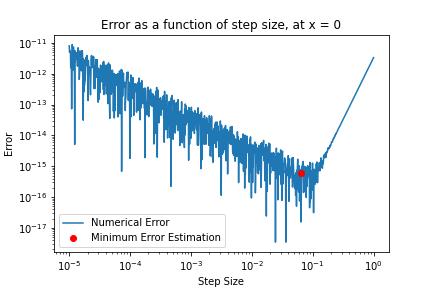 Error as a function of step size, at x = 0
10⁻¹¹
10⁻¹²
10⁻¹³
10⁻¹⁴
10⁻¹⁵
10⁻¹⁶
10⁻¹⁷
Error
Numerical Error
Minimum Error Estimation
10⁻⁵
10⁻⁴
10⁻³
10⁻²
10⁻¹
10⁰
Step Size